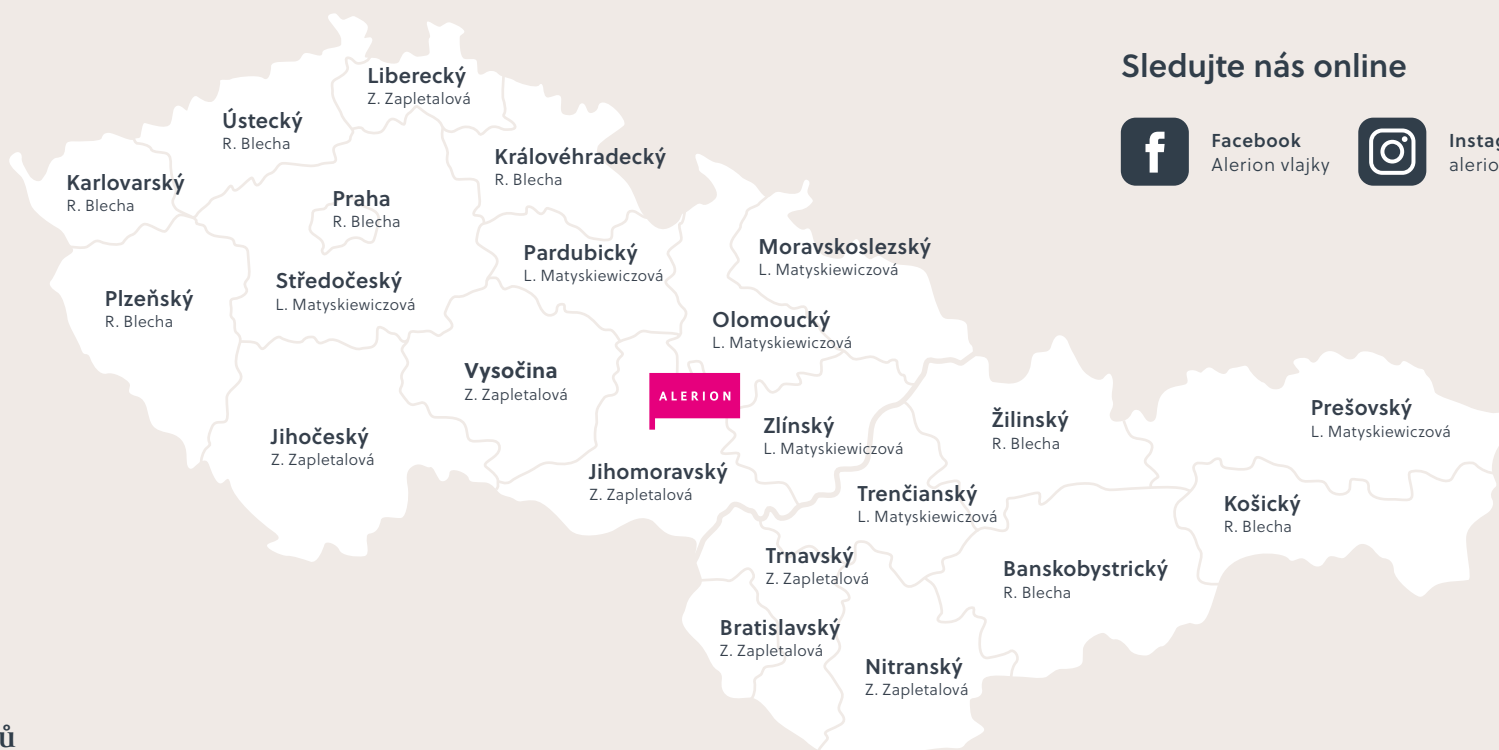 Sledujte nás online
Facebook
Alerion vlajky
Liberecký
Z. Zapletalová
Ústecký
R. Blecha
Královéhradecký
R. Blecha
Karlovarský
R. Blecha
Praha
R. Blecha
Pardubický
L. Matyskiewiczová
Moravskoslezský
L. Matyskiewiczová
Středočeský
L. Matyskiewiczová
Plzeňský
R. Blecha
Olomoucký
L. Matyskiewiczová
Vysočina
Z. Zapletalová
ALERION
Zlínský
L. Matyskiewiczová
Žilinský
R. Blecha
Prešovský
L. Matyskiewiczová
Jihočeský
Z. Zapletalová
Jihomoravský
Z. Zapletalová
Trenčianský
L. Matyskiewiczová
Košický
R. Blecha
Trnavský
Z. Zapletalová
Banskobystrický
R. Blecha
Bratislavský
Z. Zapletalová
Nitranský
Z. Zapletalová